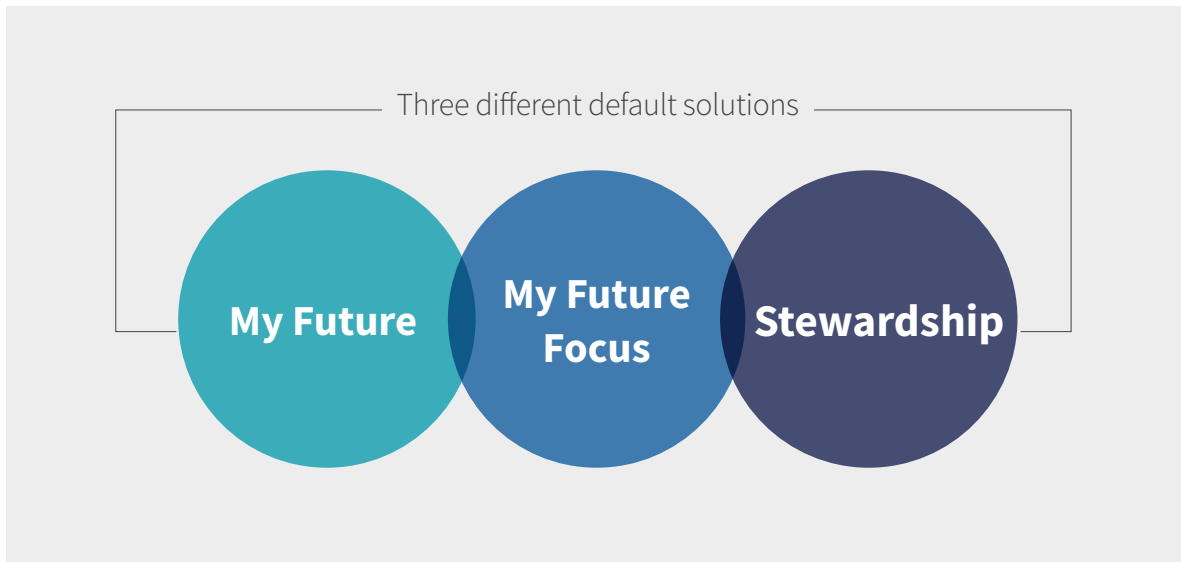 Three different default solutions
My Future
My Future
Focus
Stewardship